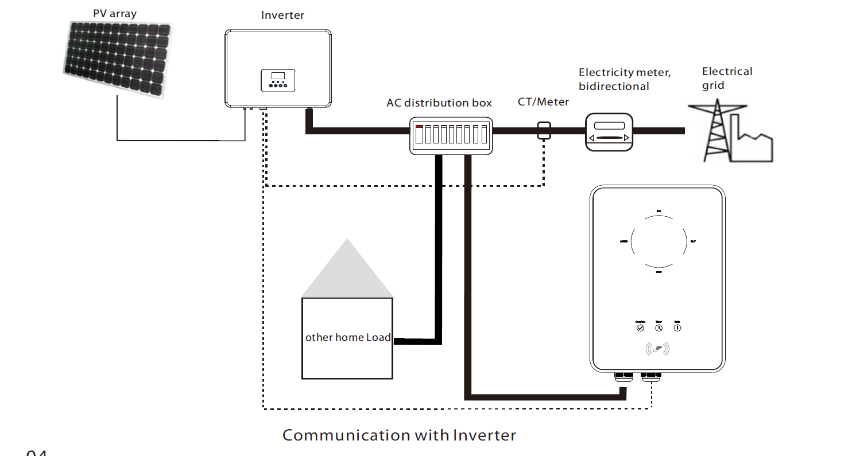 PV array
Inverter
Electricity meter,
bidirectional
Electrical
grid
AC distribution box
CT/Meter
other home Load
Communication with Inverter